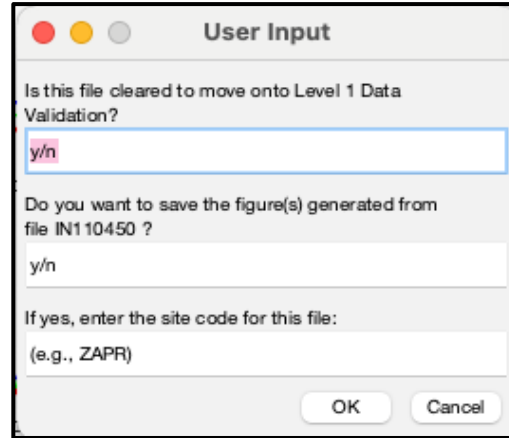 User Input
Is this file cleared to move onto Level 1 Data
Validation?
y/n
Do you want to save the figure(s) generated from
file IN110450 ?
y/n
If yes, enter the site code for this file:
(e.g., ZAPR)
OK Cancel